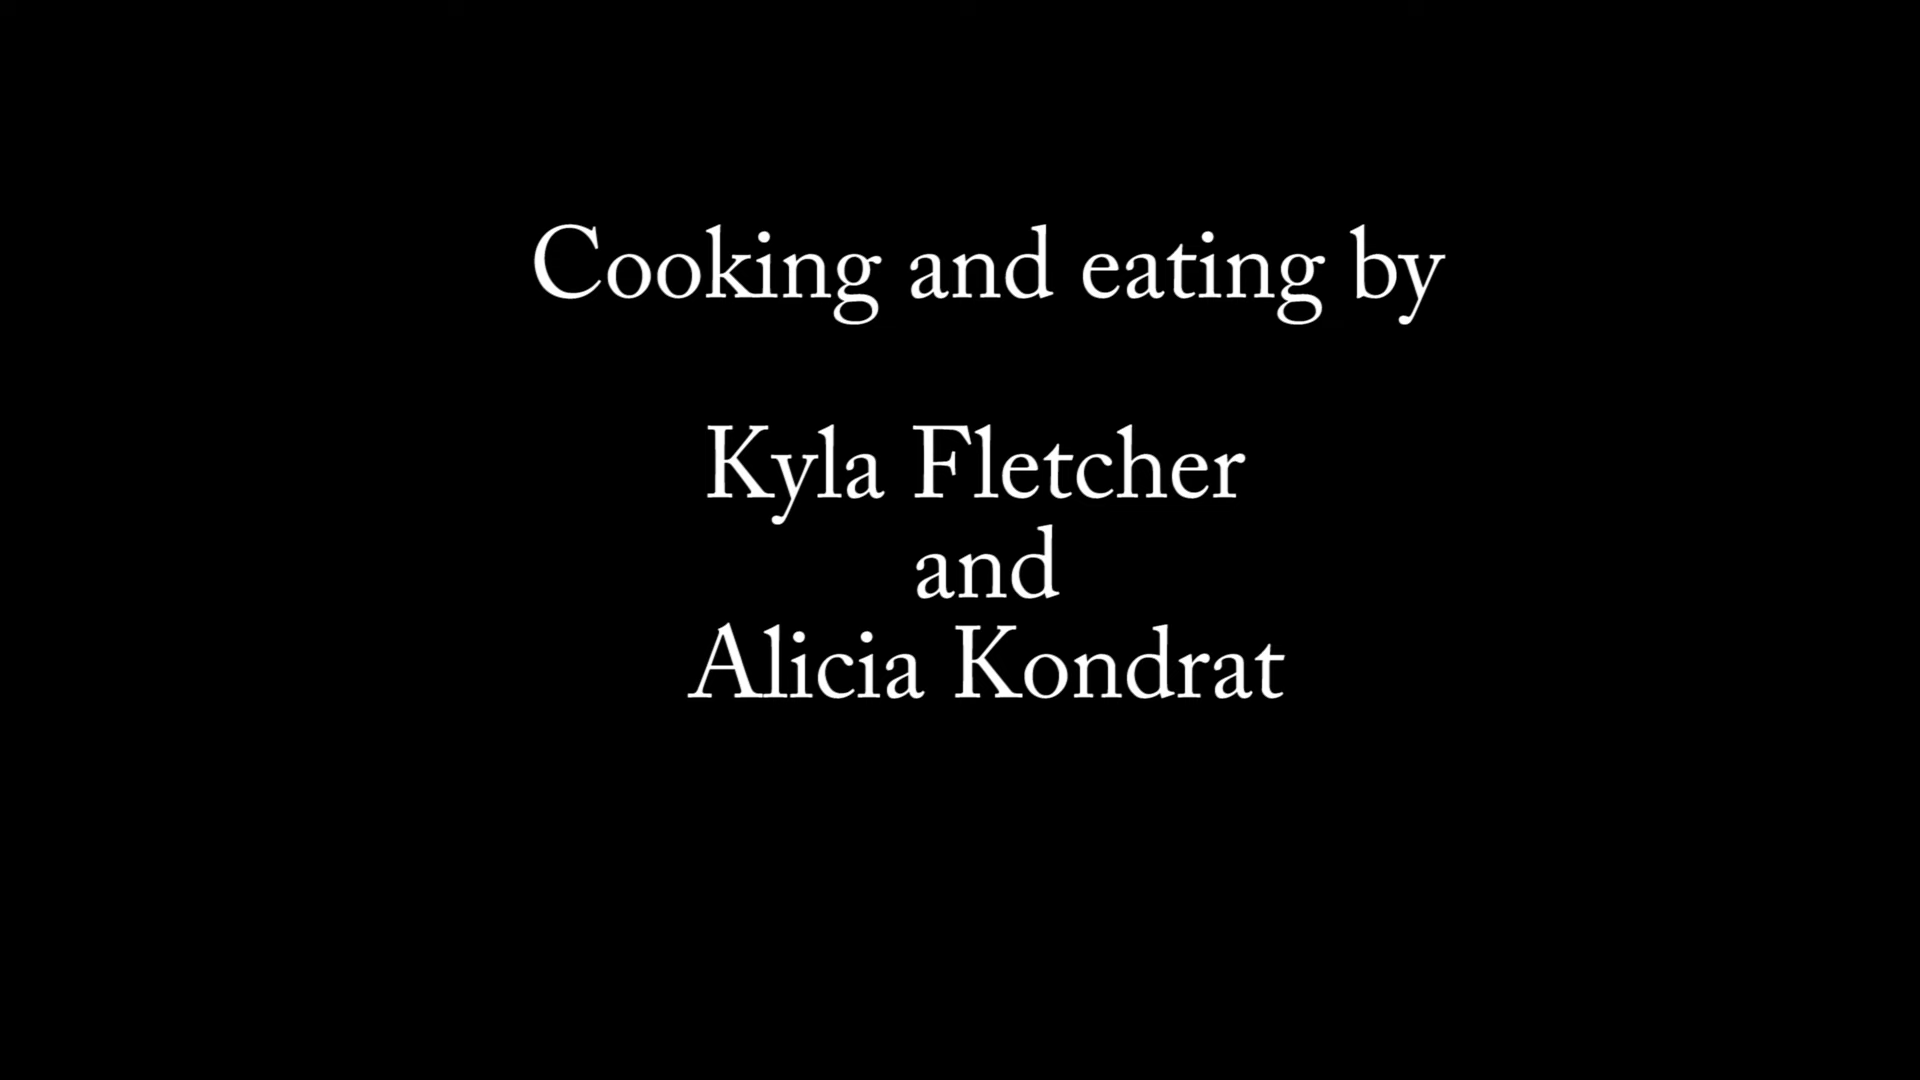 Cooking and eating by
Kyla Fletcher
and
Alicia Kondrat